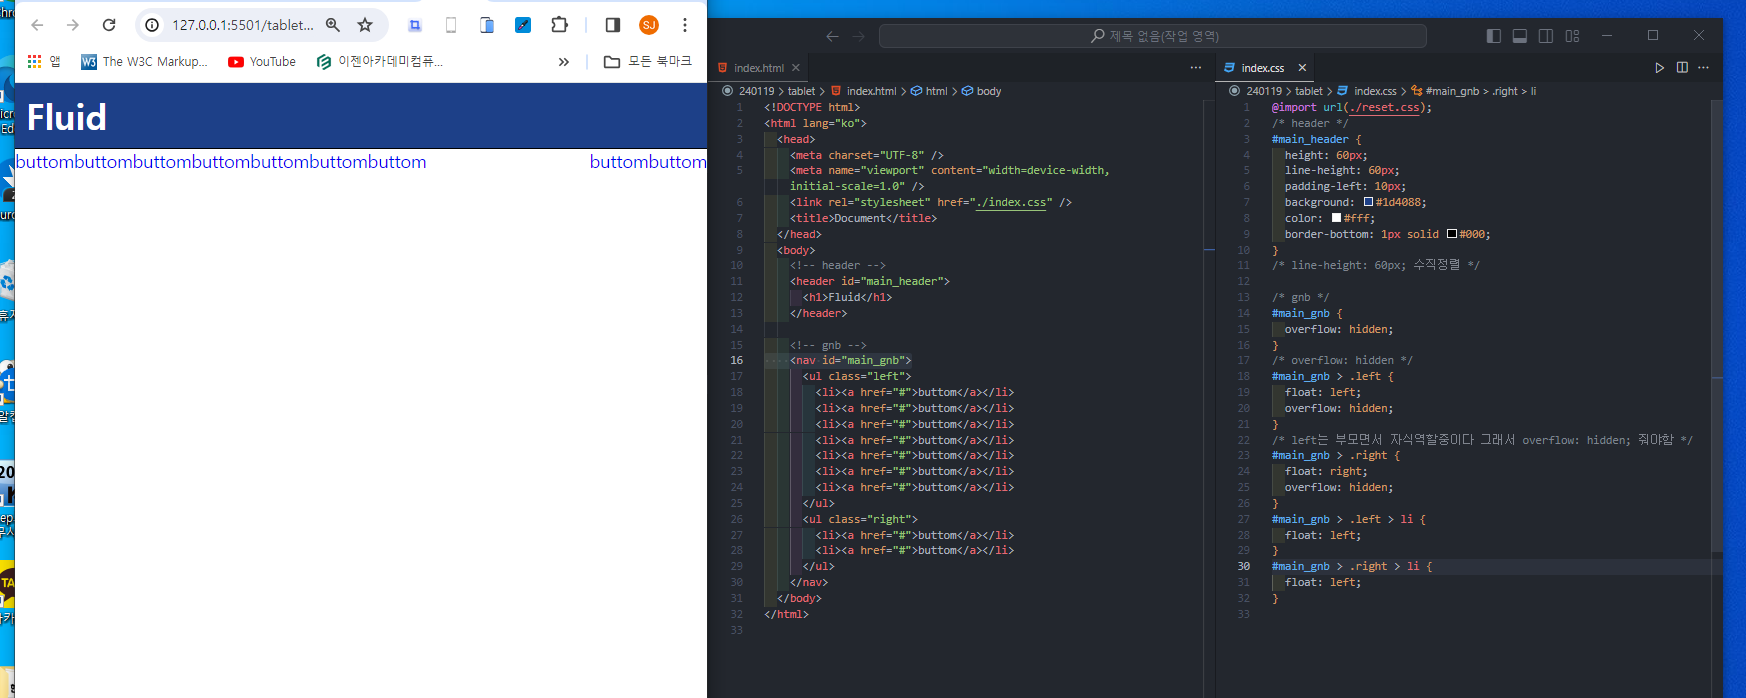 127.0.0.1:5501/tablet...
SJ
앱
The W3C Markup...
YouTube
이젠아카데미컴퓨...
»
모든 북마크
Fluid
buttombuttombuttombuttombuttombuttombuttom
buttombuttom
제목 없음(작업 영역)
index.html
240119 > tablet > index.html > html > body
1 <!DOCTYPE html>
2 <html lang="ko">
3 <head>
4 <meta charset="UTF-8" />
5 <meta name="viewport" content="width=device-width,
initial-scale=1.0" />
6 <link rel="stylesheet" href="./index.css" />
7 <title>Document</title>
8 </head>
9 <body>
10 <!-- header -->
11 <header id="main_header">
12 <h1>Fluid</h1>
13 </header>
14
15 <!-- gnb -->
16 <nav id="main_gnb">
17 <ul class="left">
18 <li><a href="#">buttom</a></li>
19 <li><a href="#">buttom</a></li>
20 <li><a href="#">buttom</a></li>
21 <li><a href="#">buttom</a></li>
22 <li><a href="#">buttom</a></li>
23 <li><a href="#">buttom</a></li>
24 <li><a href="#">buttom</a></li>
25 </ul>
26 <ul class="right">
27 <li><a href="#">buttom</a></li>
28 <li><a href="#">buttom</a></li>
29 </ul>
30 </nav>
31 </body>
32 </html>
33
index.css
240119 > tablet > index.css > #main_gnb > .right > li
1 @import url(./reset.css);
2 /* header */
3 #main_header {
4 height: 60px;
5 line-height: 60px;
6 padding-left: 10px;
7 background: #1d4088;
8 color: #fff;
9 border-bottom: 1px solid #000;
10 }
11 /* line-height: 60px; 수직정렬 */
12
13 /* gnb */
14 #main_gnb {
15 overflow: hidden;
16 }
17 /* overflow: hidden */
18 #main_gnb > .left {
19 float: left;
20 overflow: hidden;
21 }
22 /* left는 부모면서 자식역할중이다 그래서 overflow: hidden; 줘야함 */
23 #main_gnb > .right {
24 float: right;
25 overflow: hidden;
26 }
27 #main_gnb > .left > li {
28 float: left;
29 }
30 #main_gnb > .right > li {
31 float: left;
32 }
33